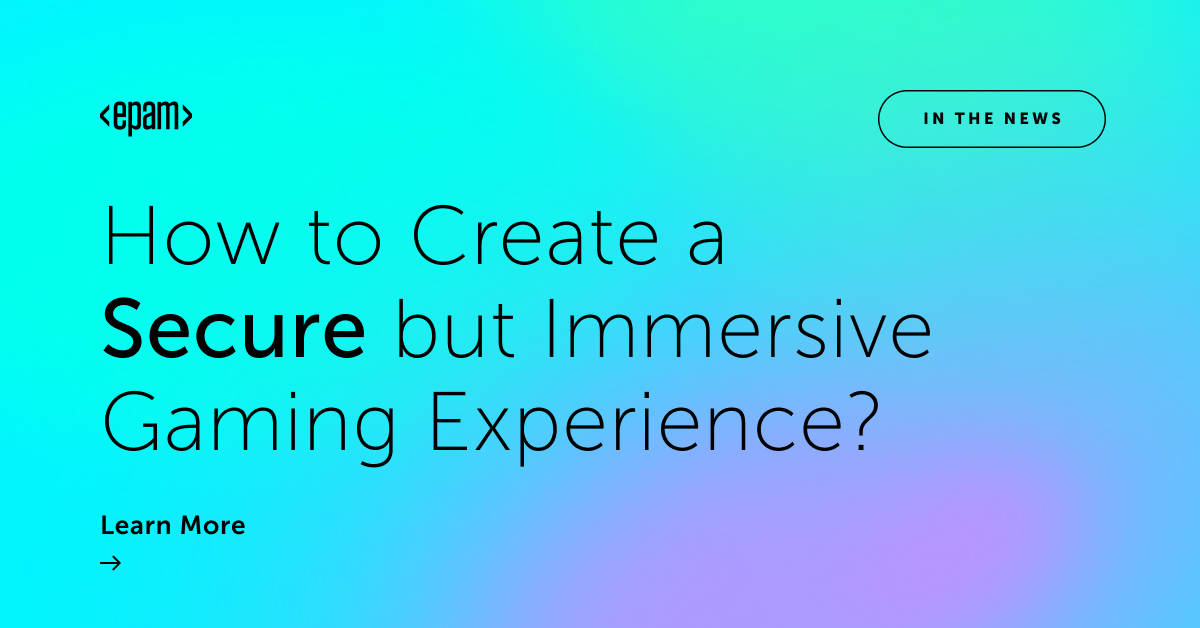 <epam>
IN THE NEWS
How to Create a
Secure but Immersive
Gaming Experience?
Learn More
→